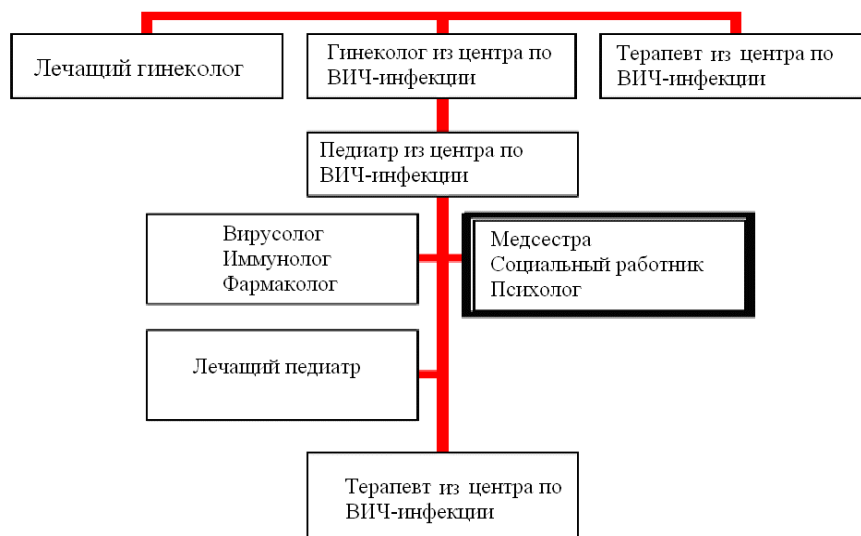 Лечащий гинеколог
Гинеколог из центра по
ВИЧ-инфекции
Терапевт из центра по
ВИЧ-инфекции
Педиатр из центра по
ВИЧ-инфекции
Вирусолог
Иммунолог
Фармаколог
Медсестра
Социальный работник
Психолог
Лечащий педиатр
Терапевт из центра по
ВИЧ-инфекции